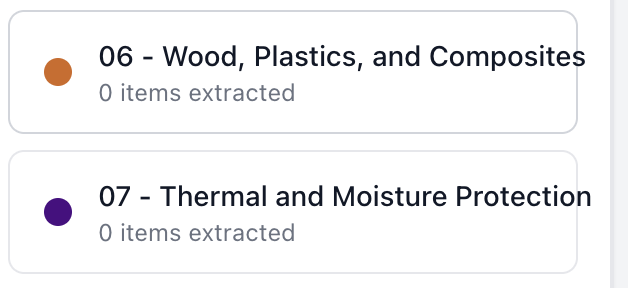 06 - Wood, Plastics, and Composites
0 items extracted
07 - Thermal and Moisture Protection
0 items extracted